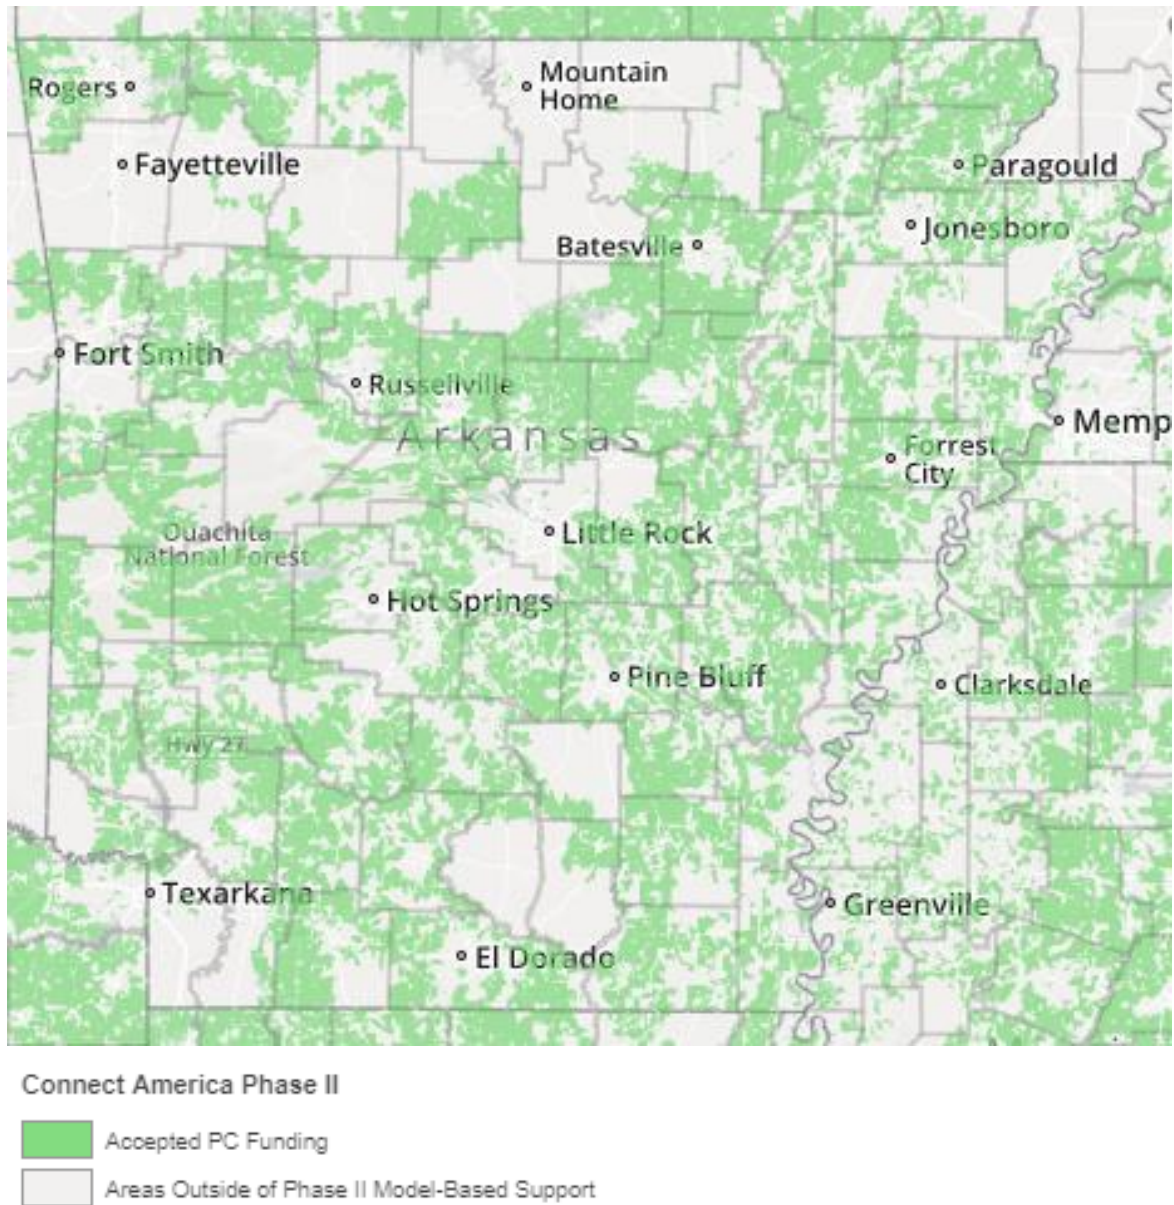 Rogers
Mountain
Home
Fayetteville
Paragould
Jonesboro
Batesville
Fort Smith
Russellville
Arkansas
Memp
Forrest
City
Ouachita
National Forest
Little Rock
Hot Springs
Pine Bluff
Clarksdale
Hwy 27
Texarkana
Greenville
El Dorado
Connect America Phase II
Accepted PC Funding
Areas Outside of Phase II Model-Based Support